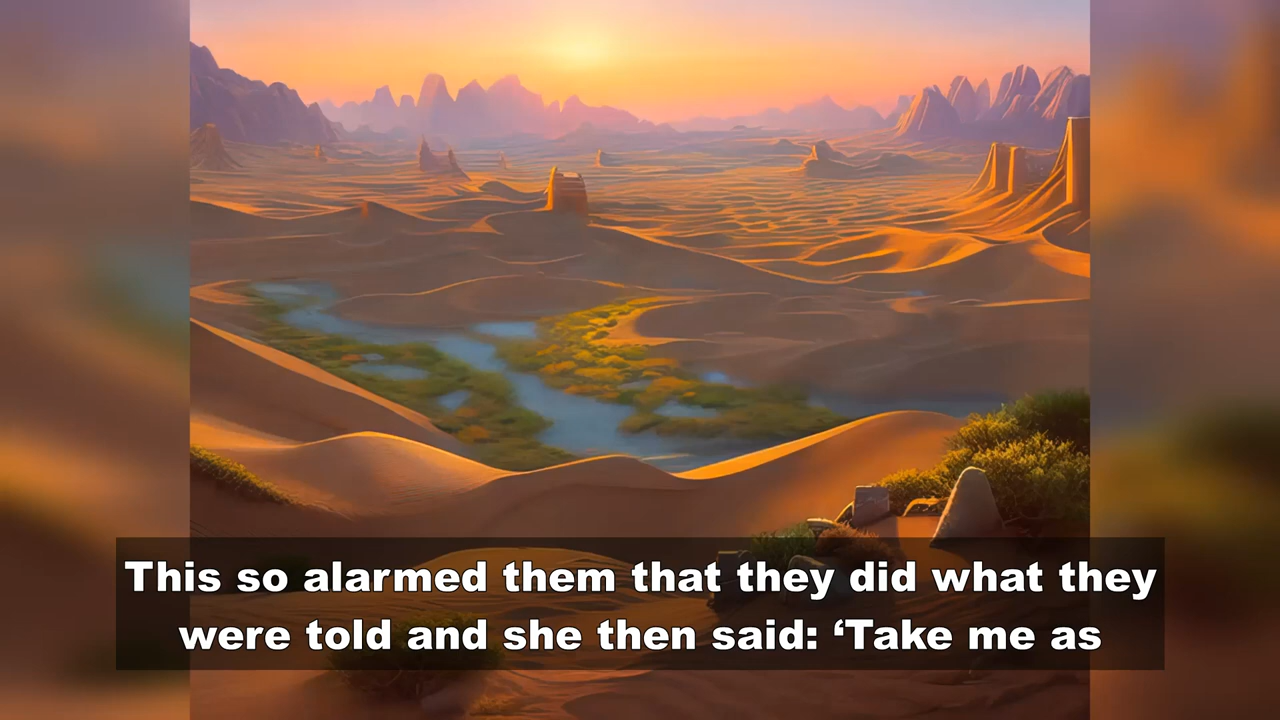 This so alarmed them that they did what they
were told and she then said: ‘Take me as